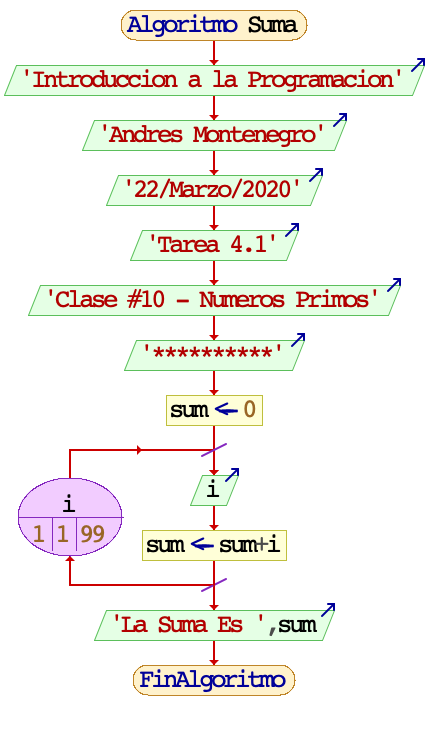 Algoritmo Suma
'Introduccion a la Programacion'
'Andres Montenegro'
'22/Marzo/2020'
'Tarea 4.1'
'Clase #10 - Numeros Primos'
'**********'
sum ← 0
i
i
1 1 99
sum ← sum+i
'La Suma Es ',sum
FinAlgoritmo